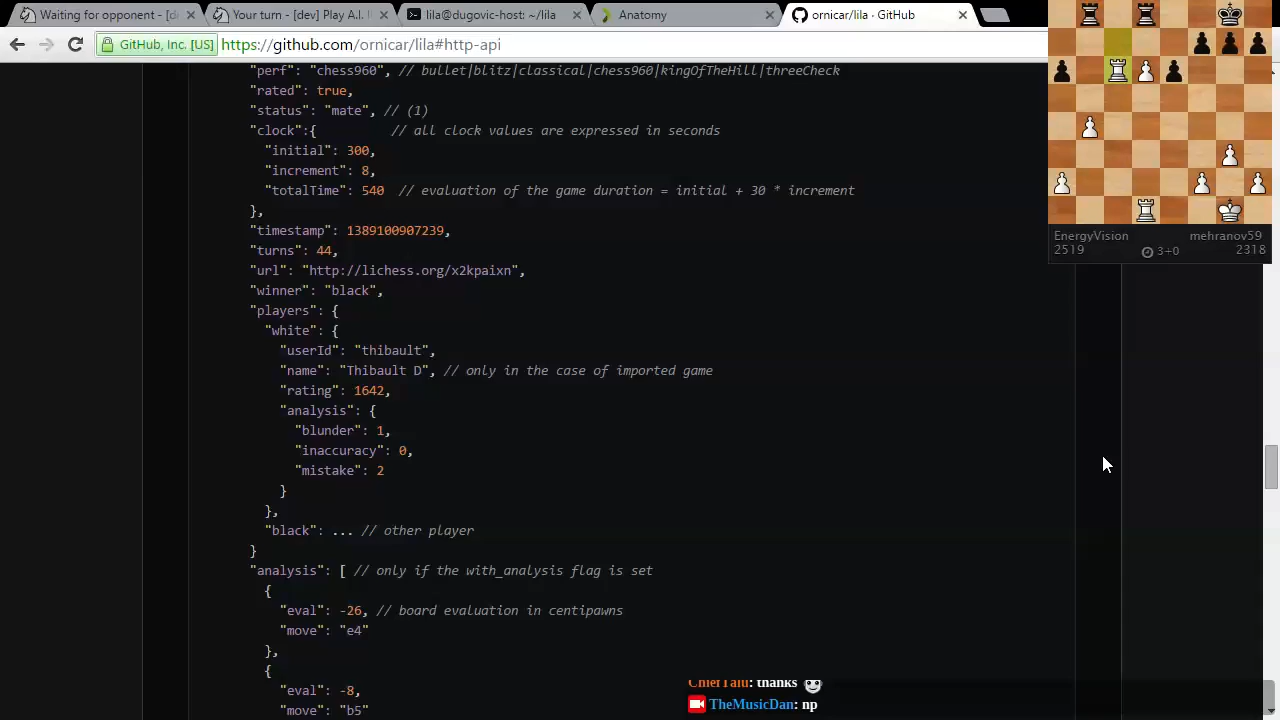 Waiting for opponent - [d
Your turn - [dev] Play A.I.
lila@dugovic-host: ~/lila
Anatomy
ornicar/lila · GitHub
GitHub, Inc. [US]
https://github.com/ornicar/lila#http-api
"perf": "chess960", // bullet|blitz|classical|chess960|kingOfTheHill|threeCheck
"rated": true,
"status": "mate", // (1)
"clock":{ // all clock values are expressed in seconds
"initial": 300,
"increment": 8,
"totalTime": 540 // evaluation of the game duration = initial + 30 * increment
},
"timestamp": 1389100907239,
"turns": 44,
"url": "http://lichess.org/x2kpaixn",
"winner": "black",
"players": {
"white": {
"userId": "thibault",
"name": "Thibault D", // only in the case of imported game
"rating": 1642,
"analysis": {
"blunder": 1,
"inaccuracy": 0,
"mistake": 2
}
},
"black": ... // other player
}
"analysis": [ // only if the with_analysis flag is set
{
"eval": -26, // board evaluation in centipawns
"move": "e4"
},
{
"eval": -8,
"move": "b5"
EnergyVision mehranov59
2519 3+0 2318
ChiefTalu: thanks
TheMusicDan: np